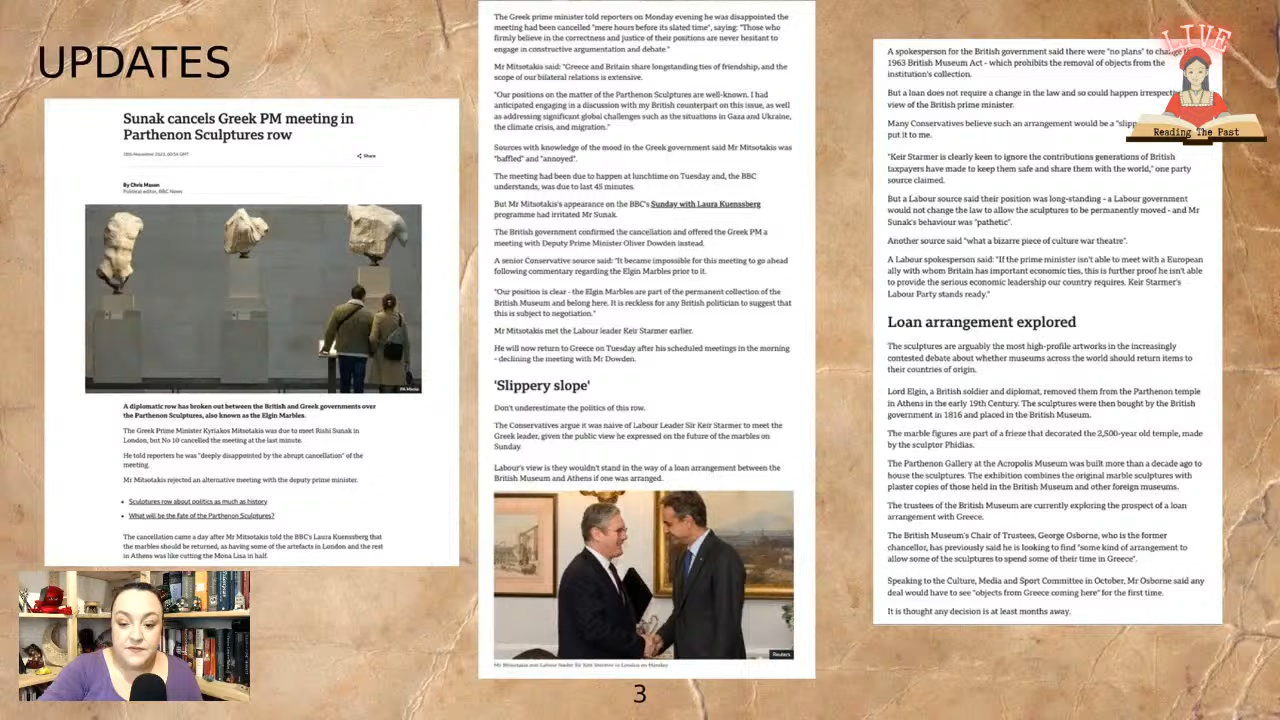 UPDATES
Sunak cancels Greek PM meeting in
Parthenon Sculptures row
28th November 2023, 00:54 GMT
Share
By Chris Mason
Political editor, BBC News
PA Media
A diplomatic row has broken out between the British and Greek governments over
the Parthenon Sculptures, also known as the Elgin Marbles.
The Greek Prime Minister Kyriakos Mitsotakis was due to meet Rishi Sunak in
London, but No 10 cancelled the meeting at the last minute.
He told reporters he was "deeply disappointed by the abrupt cancellation" of the
meeting.
Mr Mitsotakis rejected an alternative meeting with the deputy prime minister.
• Sculptures row about politics as much as history
• What will be the fate of the Parthenon Sculptures?
The cancellation came a day after Mr Mitsotakis told the BBC's Laura Kuenssberg that
the marbles should be returned, as having some of the artefacts in London and the rest
in Athens was like cutting the Mona Lisa in half.
The Greek prime minister told reporters on Monday evening he was disappointed the
meeting had been cancelled "mere hours before its slated time", saying: "Those who
firmly believe in the correctness and justice of their positions are never hesitant to
engage in constructive argumentation and debate."
Mr Mitsotakis said: "Greece and Britain share longstanding ties of friendship, and the
scope of our bilateral relations is extensive.
"Our positions on the matter of the Parthenon Sculptures are well-known. I had
anticipated engaging in a discussion with my British counterpart on this issue, as well
as addressing significant global challenges such as the situations in Gaza and Ukraine,
the climate crisis, and migration."
Sources with knowledge of the mood in the Greek government said Mr Mitsotakis was
"baffled" and "annoyed".
The meeting had been due to happen at lunchtime on Tuesday and, the BBC
understands, was due to last 45 minutes.
But Mr Mitsotakis's appearance on the BBC's Sunday with Laura Kuenssberg
programme had irritated Mr Sunak.
The British government confirmed the cancellation and offered the Greek PM a
meeting with Deputy Prime Minister Oliver Dowden instead.
A senior Conservative source said: "It became impossible for this meeting to go ahead
following commentary regarding the Elgin Marbles prior to it.
"Our position is clear - the Elgin Marbles are part of the permanent collection of the
British Museum and belong here. It is reckless for any British politician to suggest that
this is subject to negotiation."
Mr Mitsotakis met the Labour leader Keir Starmer earlier.
He will now return to Greece on Tuesday after his scheduled meetings in the morning
- declining the meeting with Mr Dowden.
'Slippery slope'
Don't underestimate the politics of this row.
The Conservatives argue it was naive of Labour Leader Sir Keir Starmer to meet the
Greek leader, given the public view he expressed on the future of the marbles on
Sunday.
Labour's view is they wouldn't stand in the way of a loan arrangement between the
British Museum and Athens if one was arranged.
Reuters
Mr Mitsotakis met Labour leader Sir Keir Starmer in London on Monday
3
A spokesperson for the British government said there were "no plans" to change the
1963 British Museum Act - which prohibits the removal of objects from the
institution's collection.
But a loan does not require a change in the law and so could happen irrespective
view of the British prime minister.
Many Conservatives believe such an arrangement would be a "slipp
put it to me.
"Keir Starmer is clearly keen to ignore the contributions generations of British
taxpayers have made to keep them safe and share them with the world," one party
source claimed.
But a Labour source said their position was long-standing - a Labour government
would not change the law to allow the sculptures to be permanently moved - and Mr
Sunak's behaviour was "pathetic".
Another source said "what a bizarre piece of culture war theatre".
A Labour spokesperson said: "If the prime minister isn't able to meet with a European
ally with whom Britain has important economic ties, this is further proof he isn't able
to provide the serious economic leadership our country requires. Keir Starmer's
Labour Party stands ready."
Loan arrangement explored
The sculptures are arguably the most high-profile artworks in the increasingly
contested debate about whether museums across the world should return items to
their countries of origin.
Lord Elgin, a British soldier and diplomat, removed them from the Parthenon temple
in Athens in the early 19th Century. The sculptures were then bought by the British
government in 1816 and placed in the British Museum.
The marble figures are part of a frieze that decorated the 2,500-year old temple, made
by the sculptor Phidias.
The Parthenon Gallery at the Acropolis Museum was built more than a decade ago to
house the sculptures. The exhibition combines the original marble sculptures with
plaster copies of those held in the British Museum and other foreign museums.
The trustees of the British Museum are currently exploring the prospect of a loan
arrangement with Greece.
The British Museum's Chair of Trustees, George Osborne, who is the former
chancellor, has previously said he is looking to find "some kind of arrangement to
allow some of the sculptures to spend some of their time in Greece".
Speaking to the Culture, Media and Sport Committee in October, Mr Osborne said any
deal would have to see "objects from Greece coming here" for the first time.
It is thought any decision is at least months away.
LIVE
Reading The Past